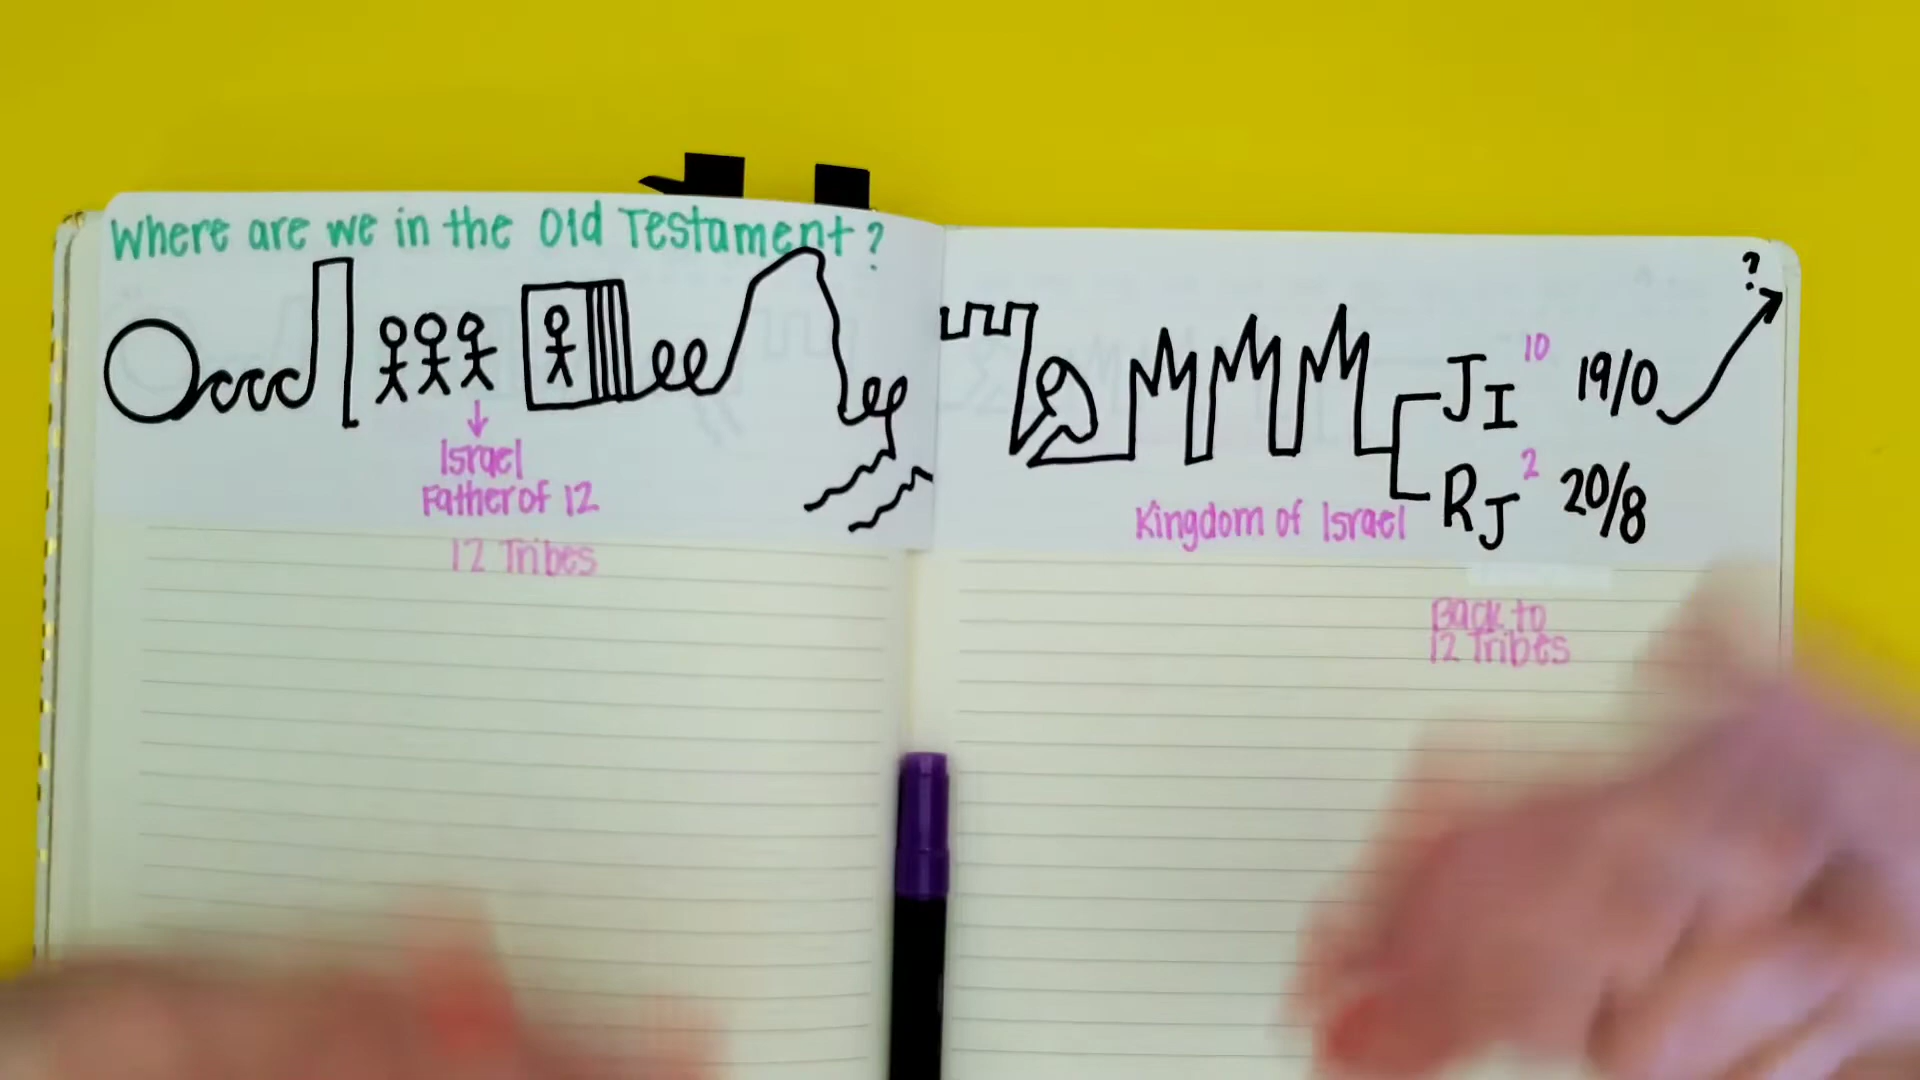 Where are we in the Old Testament?
Israel
Father of 12
12 Tribes
?
JI 10 19/0
RJ 2 20/8
Kingdom of Israel
Back to
12 Tribes